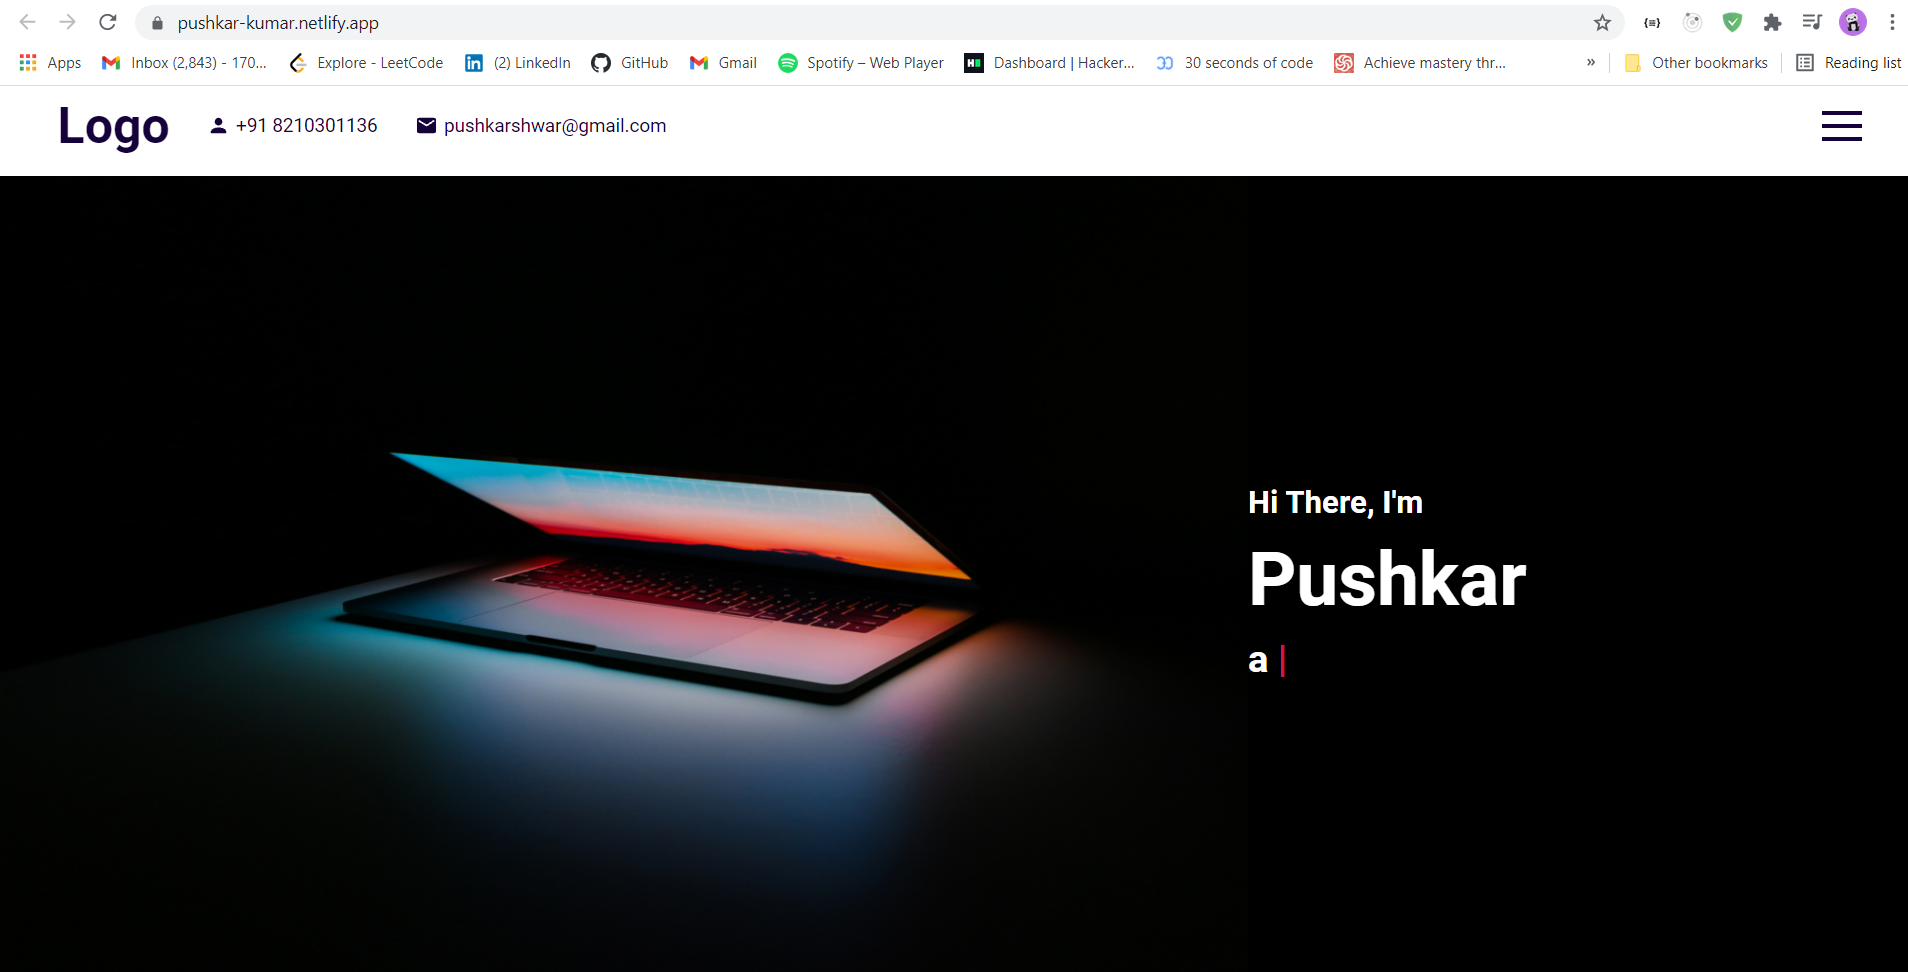 pushkar-kumar.netlify.app
Apps Inbox (2,843) - 170... Explore - LeetCode (2) LinkedIn GitHub Gmail Spotify – Web Player Dashboard | Hacker... 30 seconds of code Achieve mastery thr... » Other bookmarks Reading list
Logo +91 8210301136 pushkarshwar@gmail.com
Hi There, I'm
Pushkar
a |